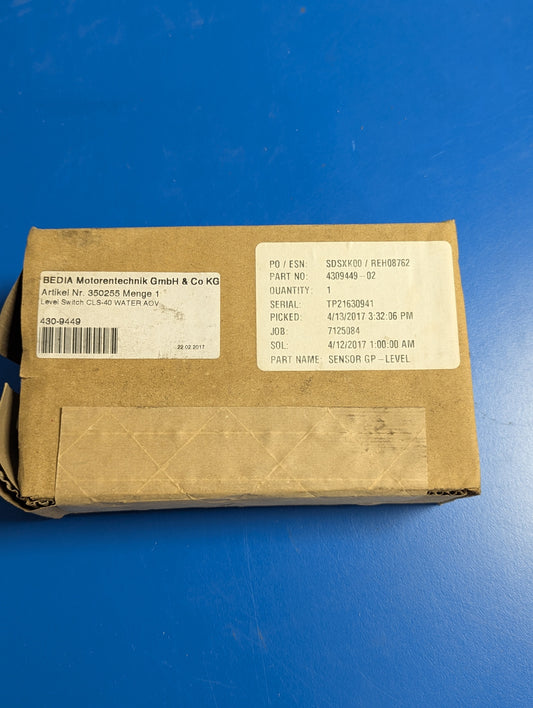 BEDIA Motorentechnik GmbH & Co KG
Artikel Nr. 350255 Menge 1
Level Switch CLS-40 WATER AOV
430-9449
22.02.2017
PO / ESN: SDSXK00 / REH08762
PART NO: 4309449-02
QUANTITY: 1
SERIAL: TP21630941
PICKED: 4/13/2017 3:32:06 PM
JOB: 7125084
SOL: 4/12/2017 1:00:00 AM
PART NAME: SENSOR GP-LEVEL